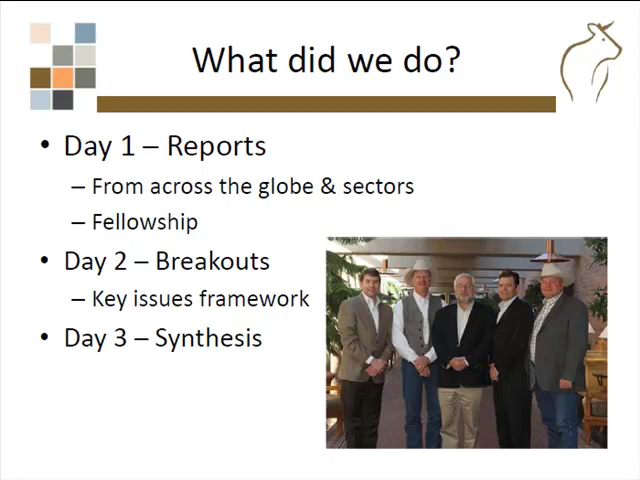 What did we do?
• Day 1 – Reports
– From across the globe & sectors
– Fellowship
• Day 2 – Breakouts
– Key issues framework
• Day 3 – Synthesis